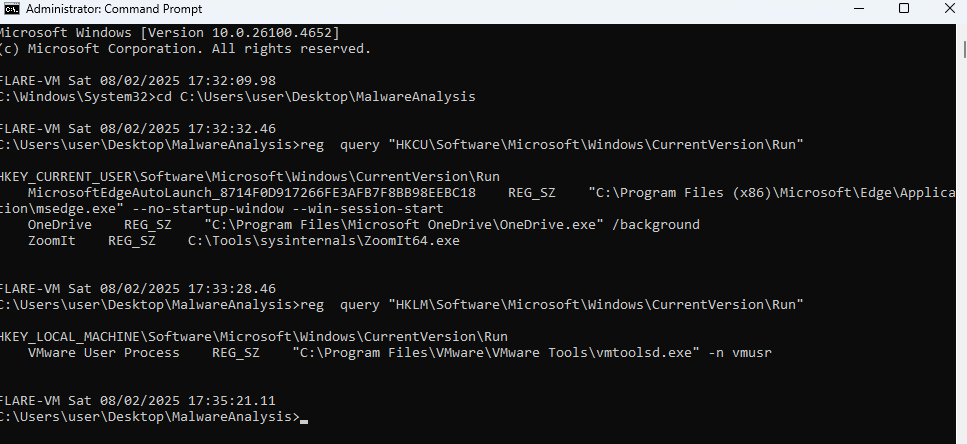 Administrator: Command Prompt
Microsoft Windows [Version 10.0.26100.4652]
(c) Microsoft Corporation. All rights reserved.
FLARE-VM Sat 08/02/2025 17:32:09.98
C:\Windows\System32>cd C:\Users\user\Desktop\MalwareAnalysis
FLARE-VM Sat 08/02/2025 17:32:32.46
C:\Users\user\Desktop\MalwareAnalysis>reg  query "HKCU\Software\Microsoft\Windows\CurrentVersion\Run"
HKEY_CURRENT_USER\Software\Microsoft\Windows\CurrentVersion\Run
    MicrosoftEdgeAutoLaunch_8714F0D917266FE3AFB7F8BB98EEBC18    REG_SZ    "C:\Program Files (x86)\Microsoft\Edge\Applica
tion\msedge.exe" --no-startup-window --win-session-start
    OneDrive    REG_SZ    "C:\Program Files\Microsoft OneDrive\OneDrive.exe" /background
    ZoomIt    REG_SZ    C:\Tools\sysinternals\ZoomIt64.exe
FLARE-VM Sat 08/02/2025 17:33:28.46
C:\Users\user\Desktop\MalwareAnalysis>reg  query "HKLM\Software\Microsoft\Windows\CurrentVersion\Run"
HKEY_LOCAL_MACHINE\Software\Microsoft\Windows\CurrentVersion\Run
    VMware User Process    REG_SZ    "C:\Program Files\VMware\VMware Tools\vmtoolsd.exe" -n vmusr
FLARE-VM Sat 08/02/2025 17:35:21.11
C:\Users\user\Desktop\MalwareAnalysis>